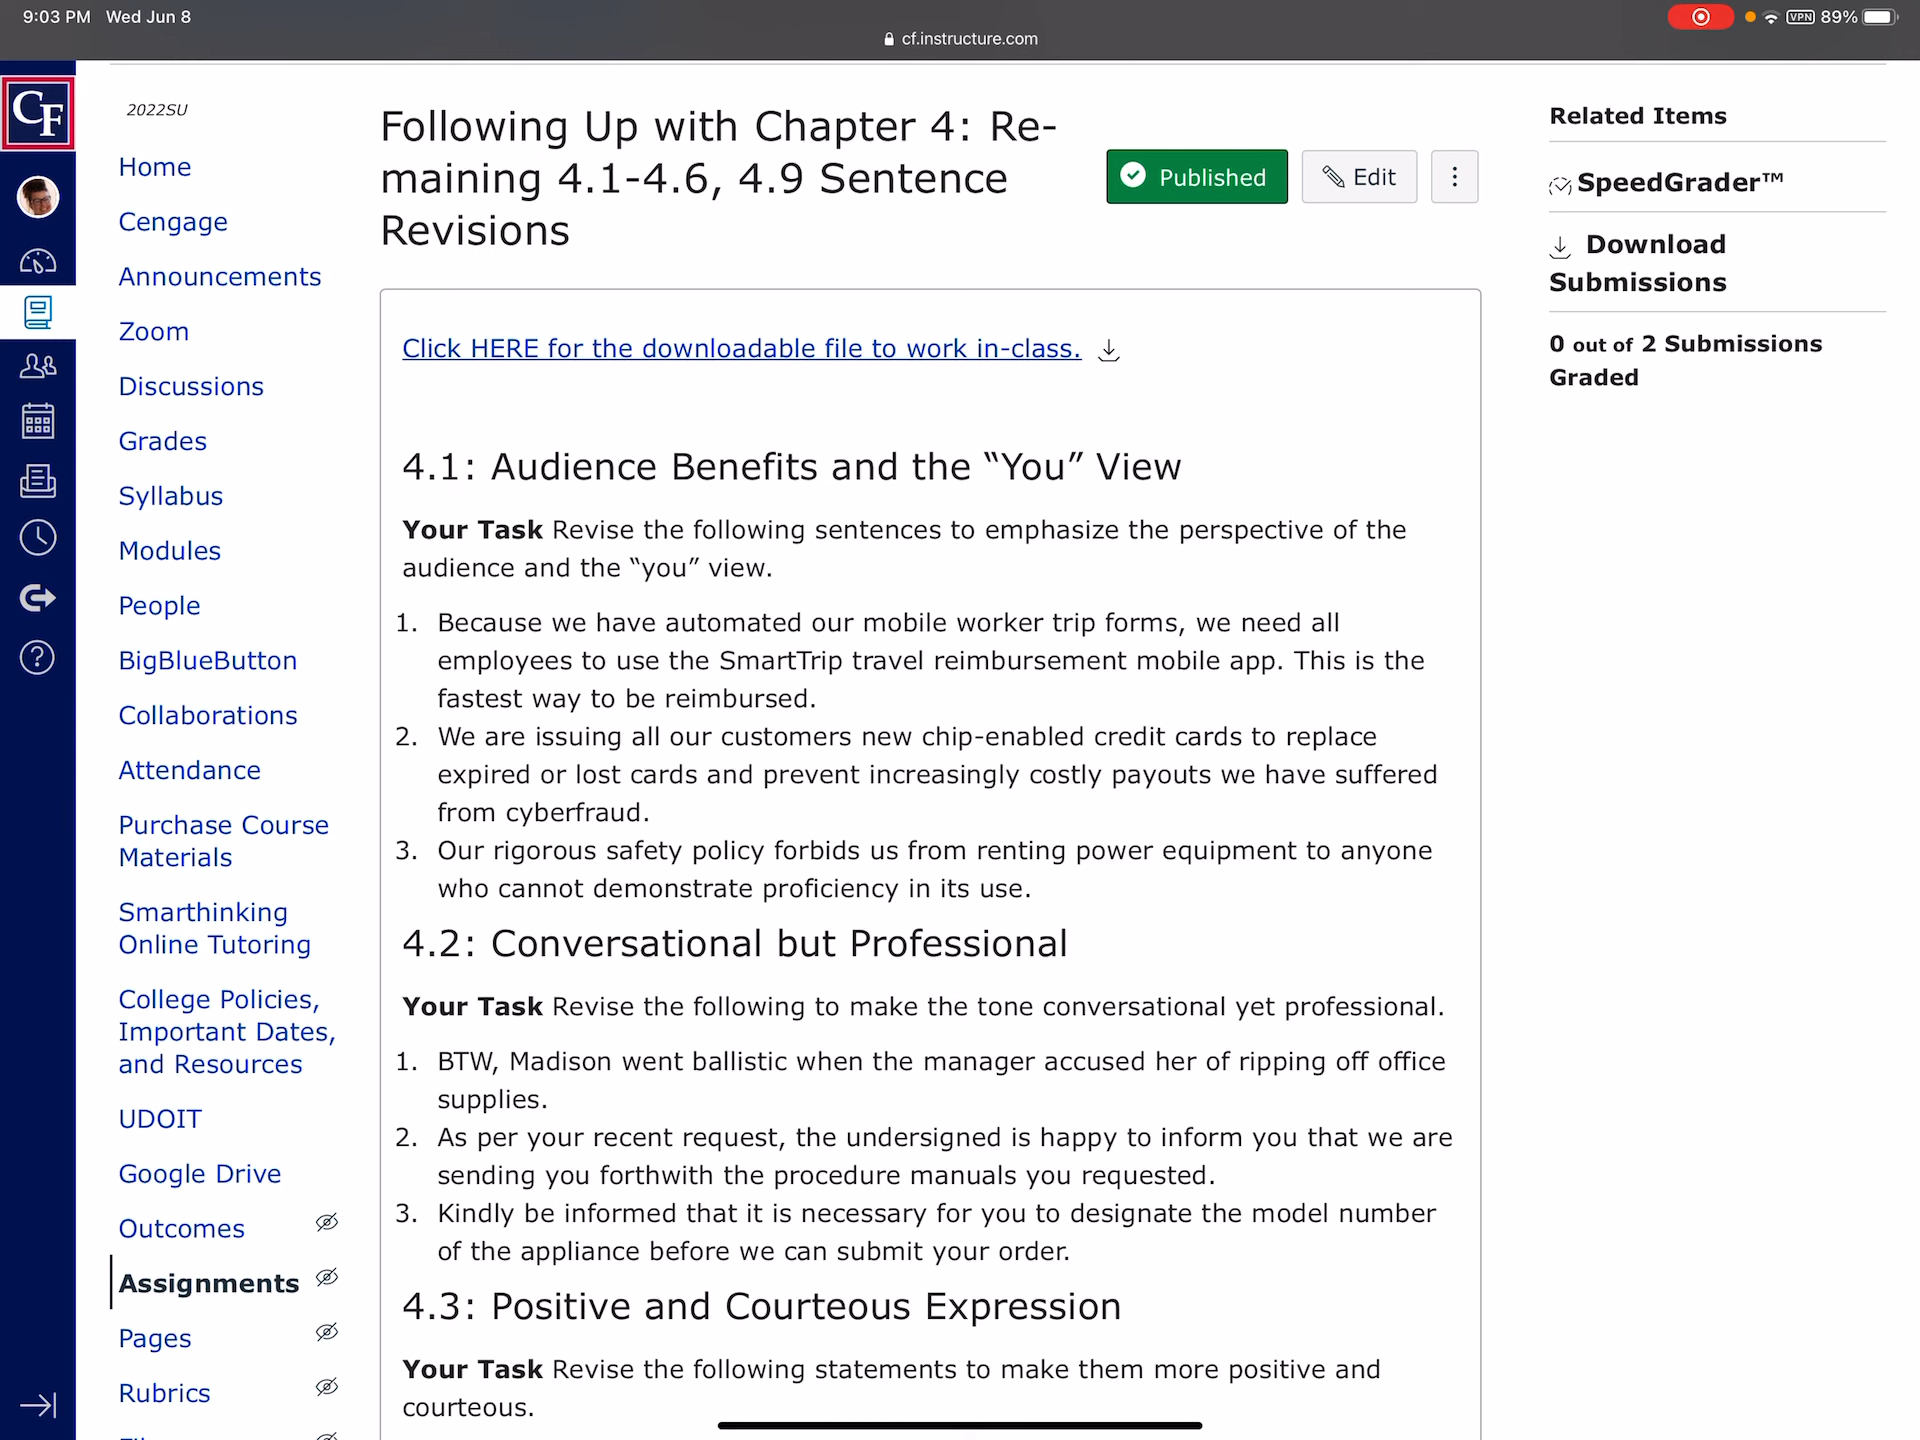 9:03 PM Wed Jun 8
VPN 89%
cf.instructure.com
CF
2022SU
Home
Cengage
Announcements
Zoom
Discussions
Grades
Syllabus
Modules
People
BigBlueButton
Collaborations
Attendance
Purchase Course
Materials
Smarthinking
Online Tutoring
College Policies,
Important Dates,
and Resources
UDOIT
Google Drive
Outcomes
Assignments
Pages
Rubrics
Following Up with Chapter 4: Re-
maining 4.1-4.6, 4.9 Sentence
Revisions
Published
Edit
Click HERE for the downloadable file to work in-class.
4.1: Audience Benefits and the “You” View
Your Task Revise the following sentences to emphasize the perspective of the
audience and the “you” view.
1. Because we have automated our mobile worker trip forms, we need all
employees to use the SmartTrip travel reimbursement mobile app. This is the
fastest way to be reimbursed.
2. We are issuing all our customers new chip-enabled credit cards to replace
expired or lost cards and prevent increasingly costly payouts we have suffered
from cyberfraud.
3. Our rigorous safety policy forbids us from renting power equipment to anyone
who cannot demonstrate proficiency in its use.
4.2: Conversational but Professional
Your Task Revise the following to make the tone conversational yet professional.
1. BTW, Madison went ballistic when the manager accused her of ripping off office
supplies.
2. As per your recent request, the undersigned is happy to inform you that we are
sending you forthwith the procedure manuals you requested.
3. Kindly be informed that it is necessary for you to designate the model number
of the appliance before we can submit your order.
4.3: Positive and Courteous Expression
Your Task Revise the following statements to make them more positive and
courteous.
Related Items
SpeedGrader™
Download
Submissions
0 out of 2 Submissions
Graded